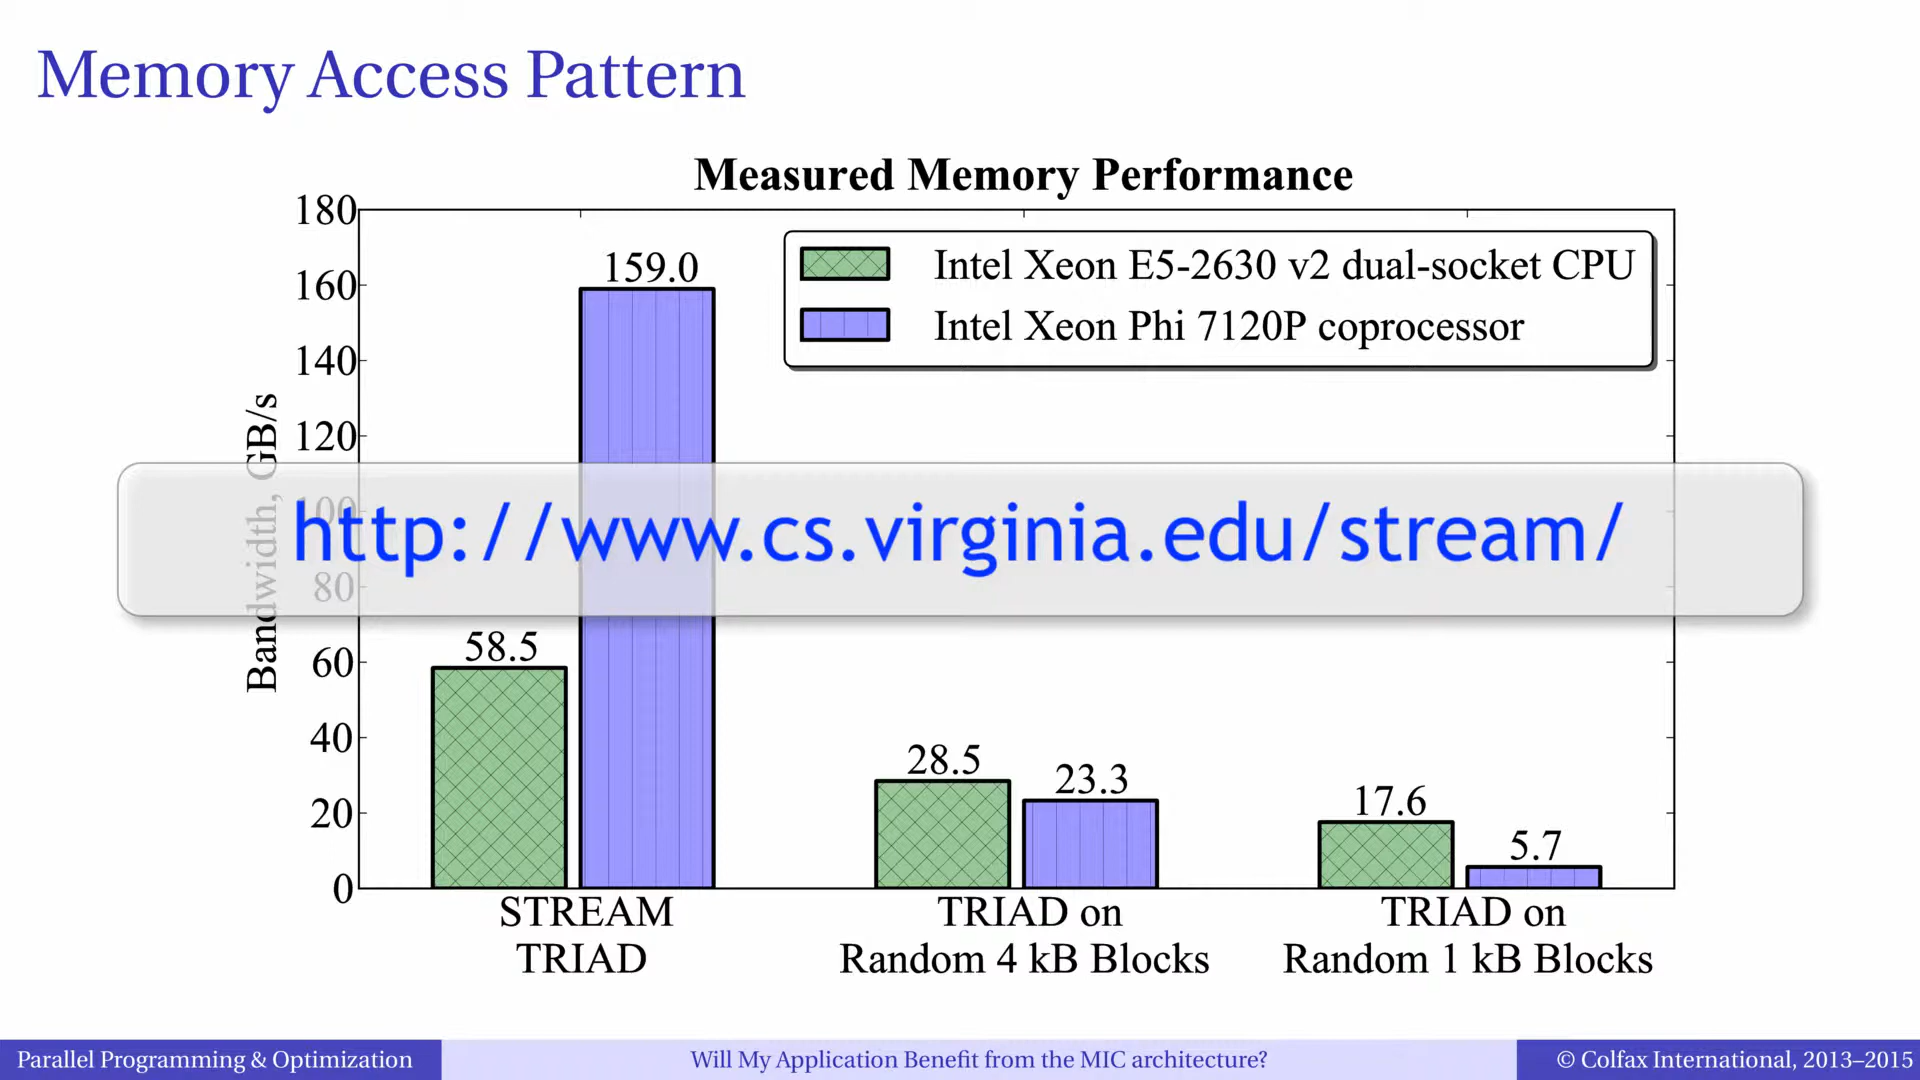 Memory Access Pattern
Measured Memory Performance
180
160
140
120
100
80
60
40
20
0
Bandwidth, GB/s
Intel Xeon E5-2630 v2 dual-socket CPU
Intel Xeon Phi 7120P coprocessor
159.0
http://www.cs.virginia.edu/stream/
58.5
28.5
23.3
17.6
5.7
STREAM
TRIAD
TRIAD on
Random 4 kB Blocks
TRIAD on
Random 1 kB Blocks
Parallel Programming & Optimization
Will My Application Benefit from the MIC architecture?
© Colfax International, 2013–2015